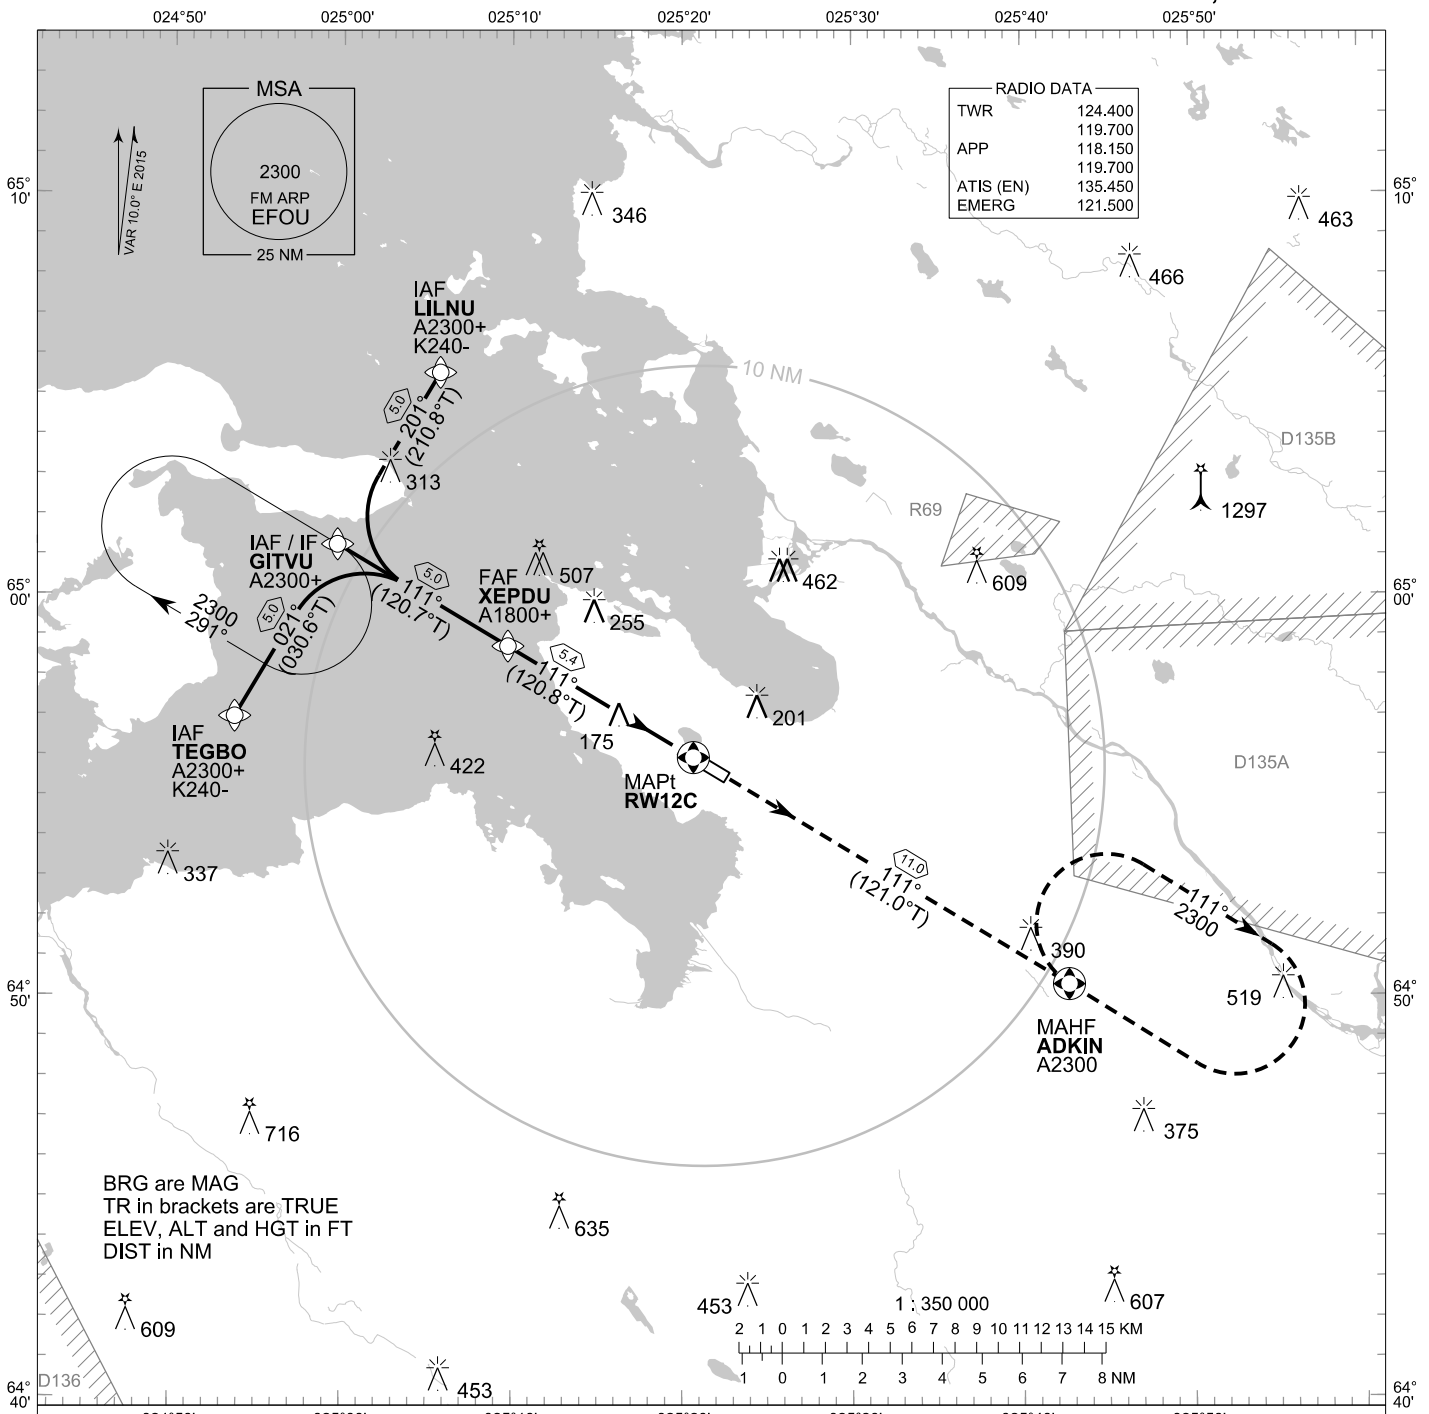 024°50'
025°00'
025°10'
025°20'
025°30'
025°40'
025°50'
MSA
2300
FM ARP
EFOU
25 NM
VAR 10.0° E 2015
RADIO DATA
TWR 124.400
119.700
APP 118.150
119.700
ATIS (EN) 135.450
EMERG 121.500
65°
10'
65°
10'
346
463
466
IAF
LILNU
A2300+
K240-
5.0
201°
(210.8°T)
313
10 NM
D135B
1297
R69
609
462
IAF / IF
GITVU
A2300+
5.0
111°
(120.7°T)
507
FAF
XEPDU
A1800+
255
65°
00'
65°
00'
2300
291°
5.0
021°
(030.6°T)
5.4
111°
(120.8°T)
201
175
IAF
TEGBO
A2300+
K240-
422
MAPt
RW12C
D135A
337
11.0
111°
(121.0°T)
111°
2300
390
519
64°
50'
64°
50'
MAHF
ADKIN
A2300
716
375
BRG are MAG
TR in brackets are TRUE
ELEV, ALT and HGT in FT
DIST in NM
635
609
453
607
1 : 350 000
2 1 0 1 2 3 4 5 6 7 8 9 10 11 12 13 14 15 KM
1 0 1 2 3 4 5 6 7 8 NM
D136
453
64°
40'
64°
40'